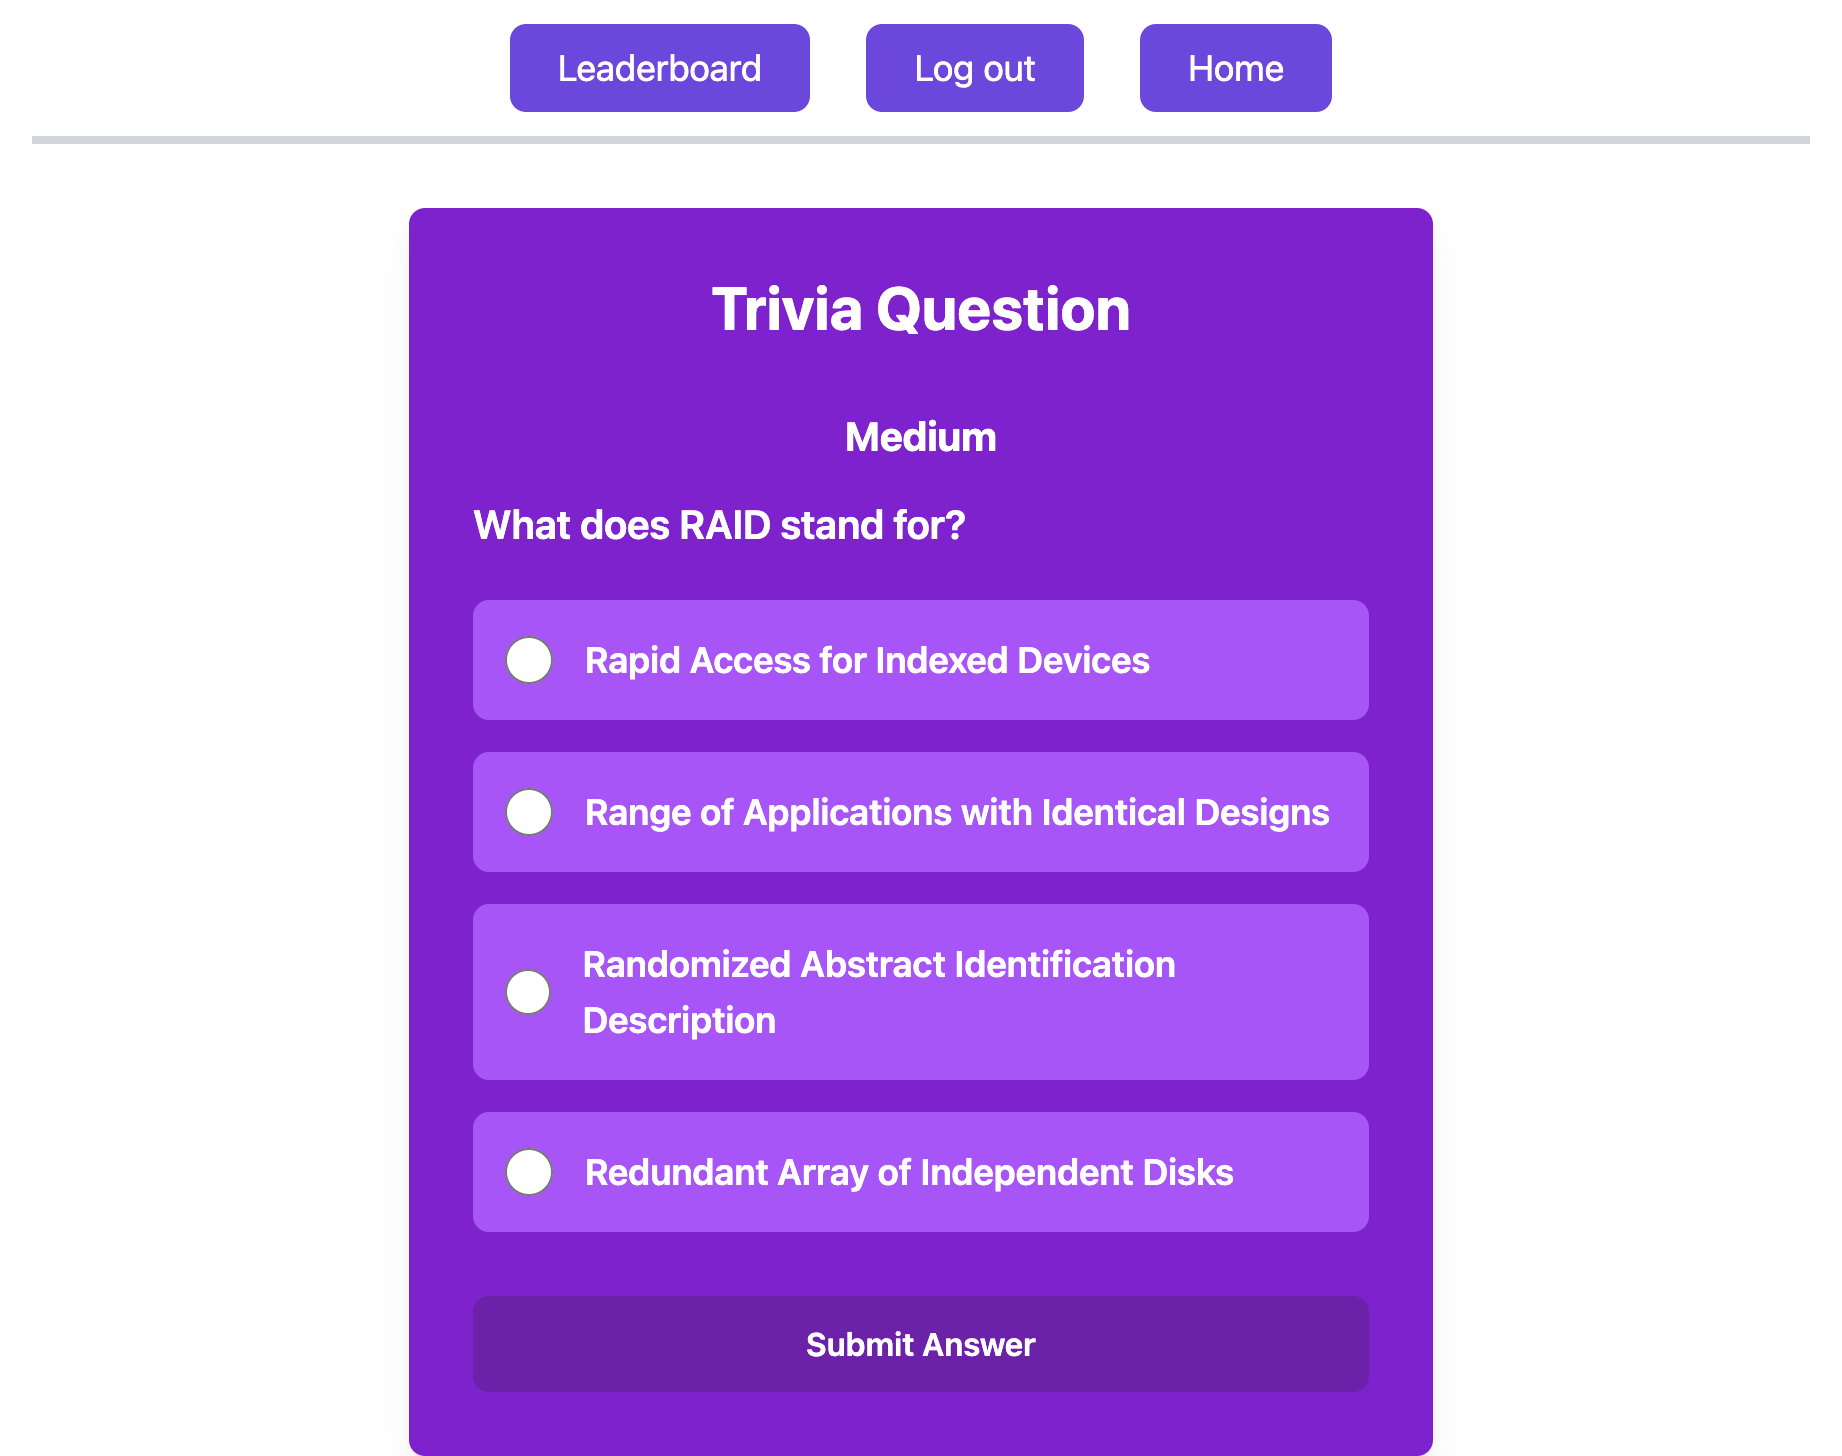 Leaderboard Log out Home
Trivia Question
Medium
What does RAID stand for?
Rapid Access for Indexed Devices
Range of Applications with Identical Designs
Randomized Abstract Identification
Description
Redundant Array of Independent Disks
Submit Answer